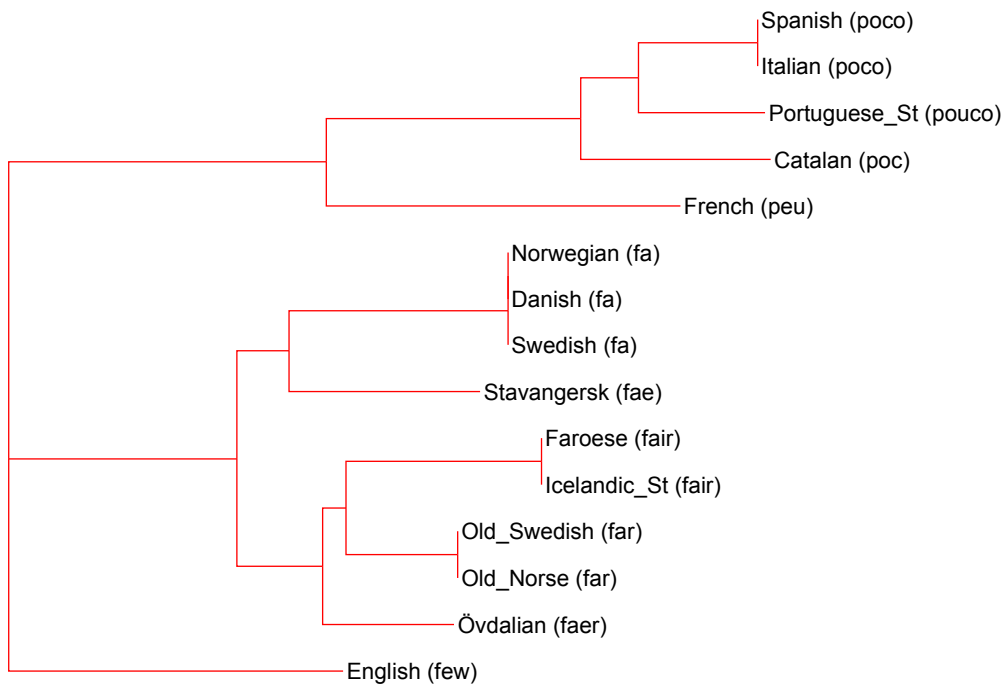 Spanish (poco)
Italian (poco)
Portuguese_St (pouco)
Catalan (poc)
French (peu)
Norwegian (fa)
Danish (fa)
Swedish (fa)
Stavangersk (fae)
Faroese (fair)
Icelandic_St (fair)
Old_Swedish (far)
Old_Norse (far)
Övdalian (faer)
English (few)